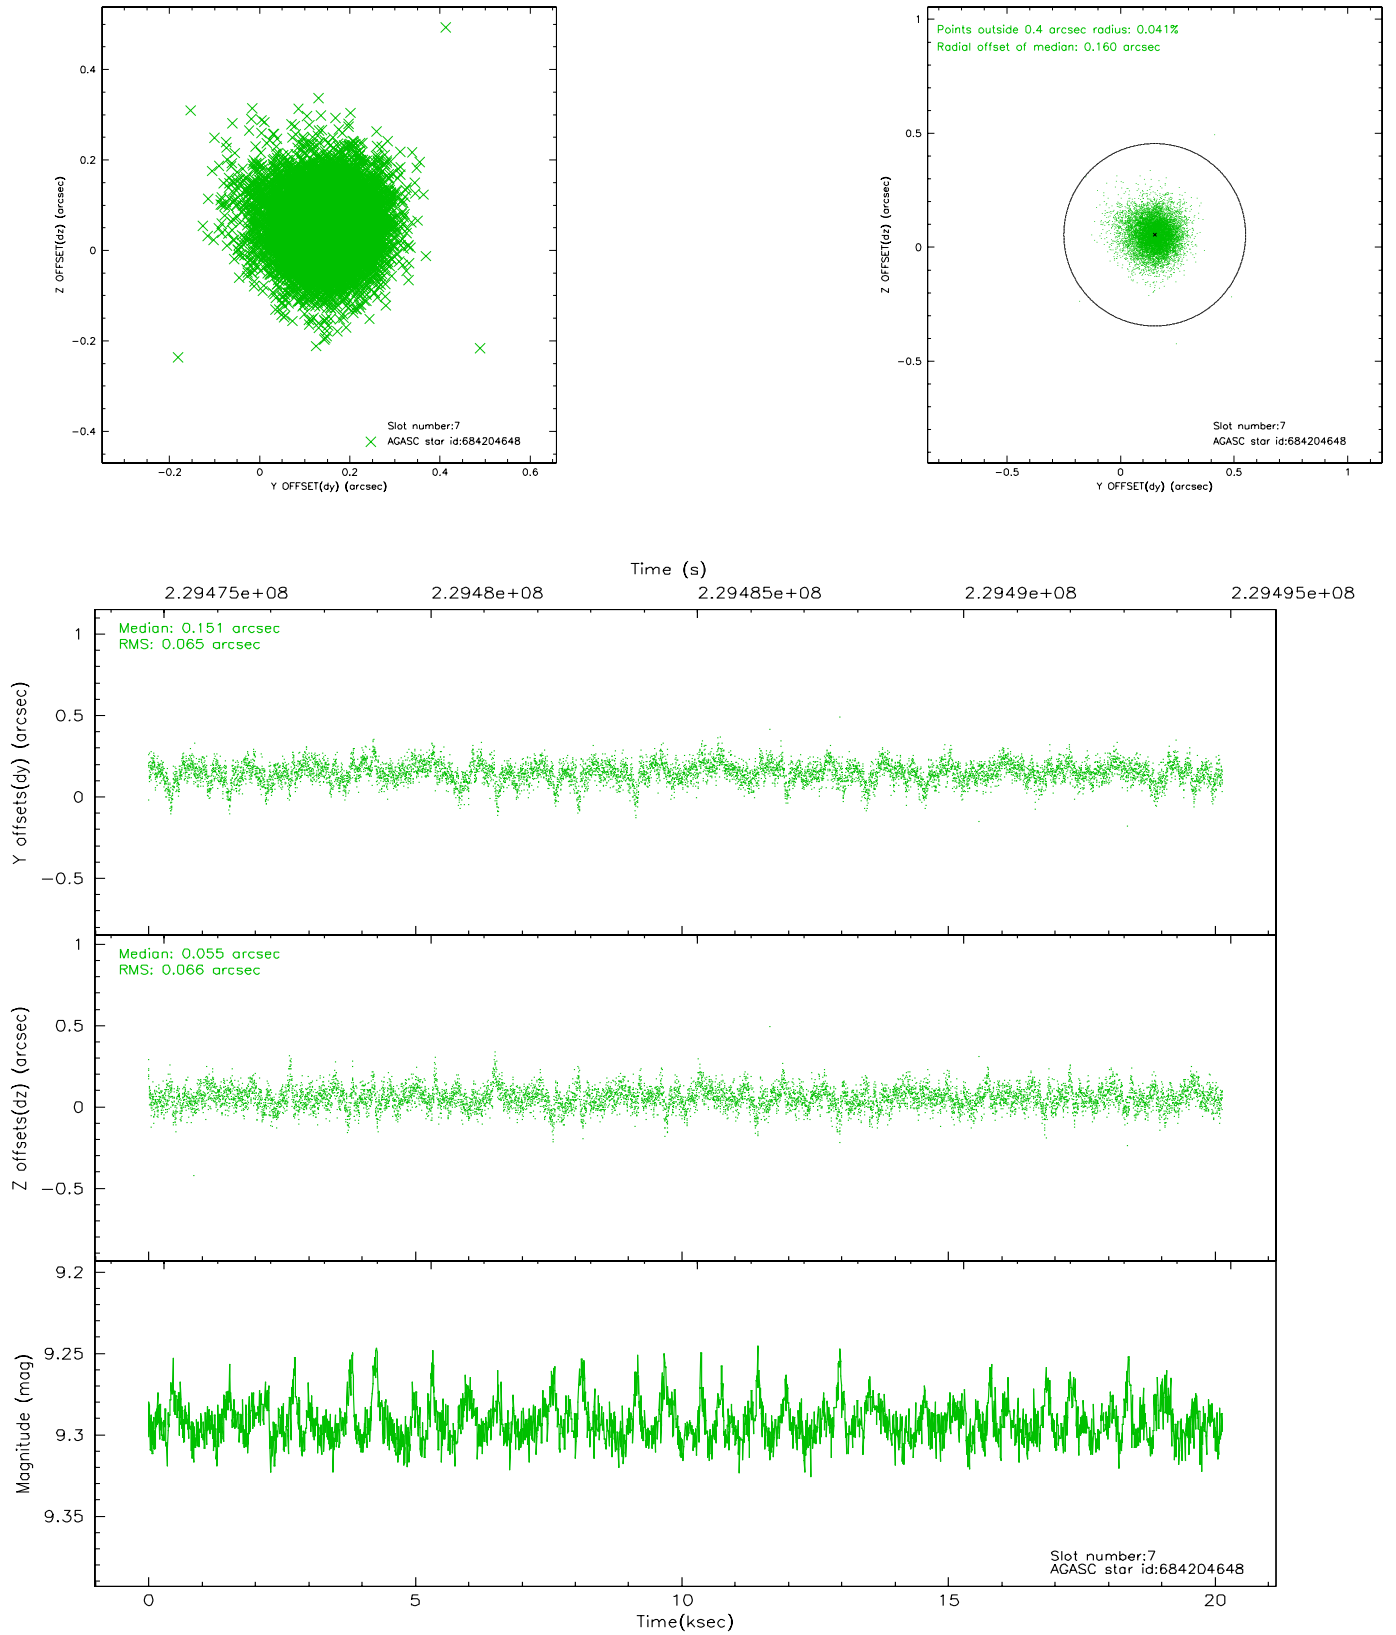 0.4
0.2
0
-0.2
-0.4
Z OFFSET(dz) (arcsec)
Slot number:7
AGASC star id:684204648
-0.2
0
0.2
0.4
0.6
Y OFFSET(dy) (arcsec)
Points outside 0.4 arcsec radius: 0.041%
Radial offset of median: 0.160 arcsec
1
0.5
0
-0.5
Z OFFSET(dz) (arcsec)
Slot number:7
AGASC star id:684204648
-0.5
0
0.5
1
Y OFFSET(dy) (arcsec)
Time (s)
2.29475e+08
2.2948e+08
2.29485e+08
2.2949e+08
2.29495e+08
Median: 0.151 arcsec
RMS: 0.065 arcsec
1
0.5
0
-0.5
Y offsets(dy) (arcsec)
Median: 0.055 arcsec
RMS: 0.066 arcsec
1
0.5
0
-0.5
Z offsets(dz) (arcsec)
9.2
9.25
9.3
9.35
Magnitude (mag)
Slot number:7
AGASC star id:684204648
0
5
10
15
20
Time(ksec)